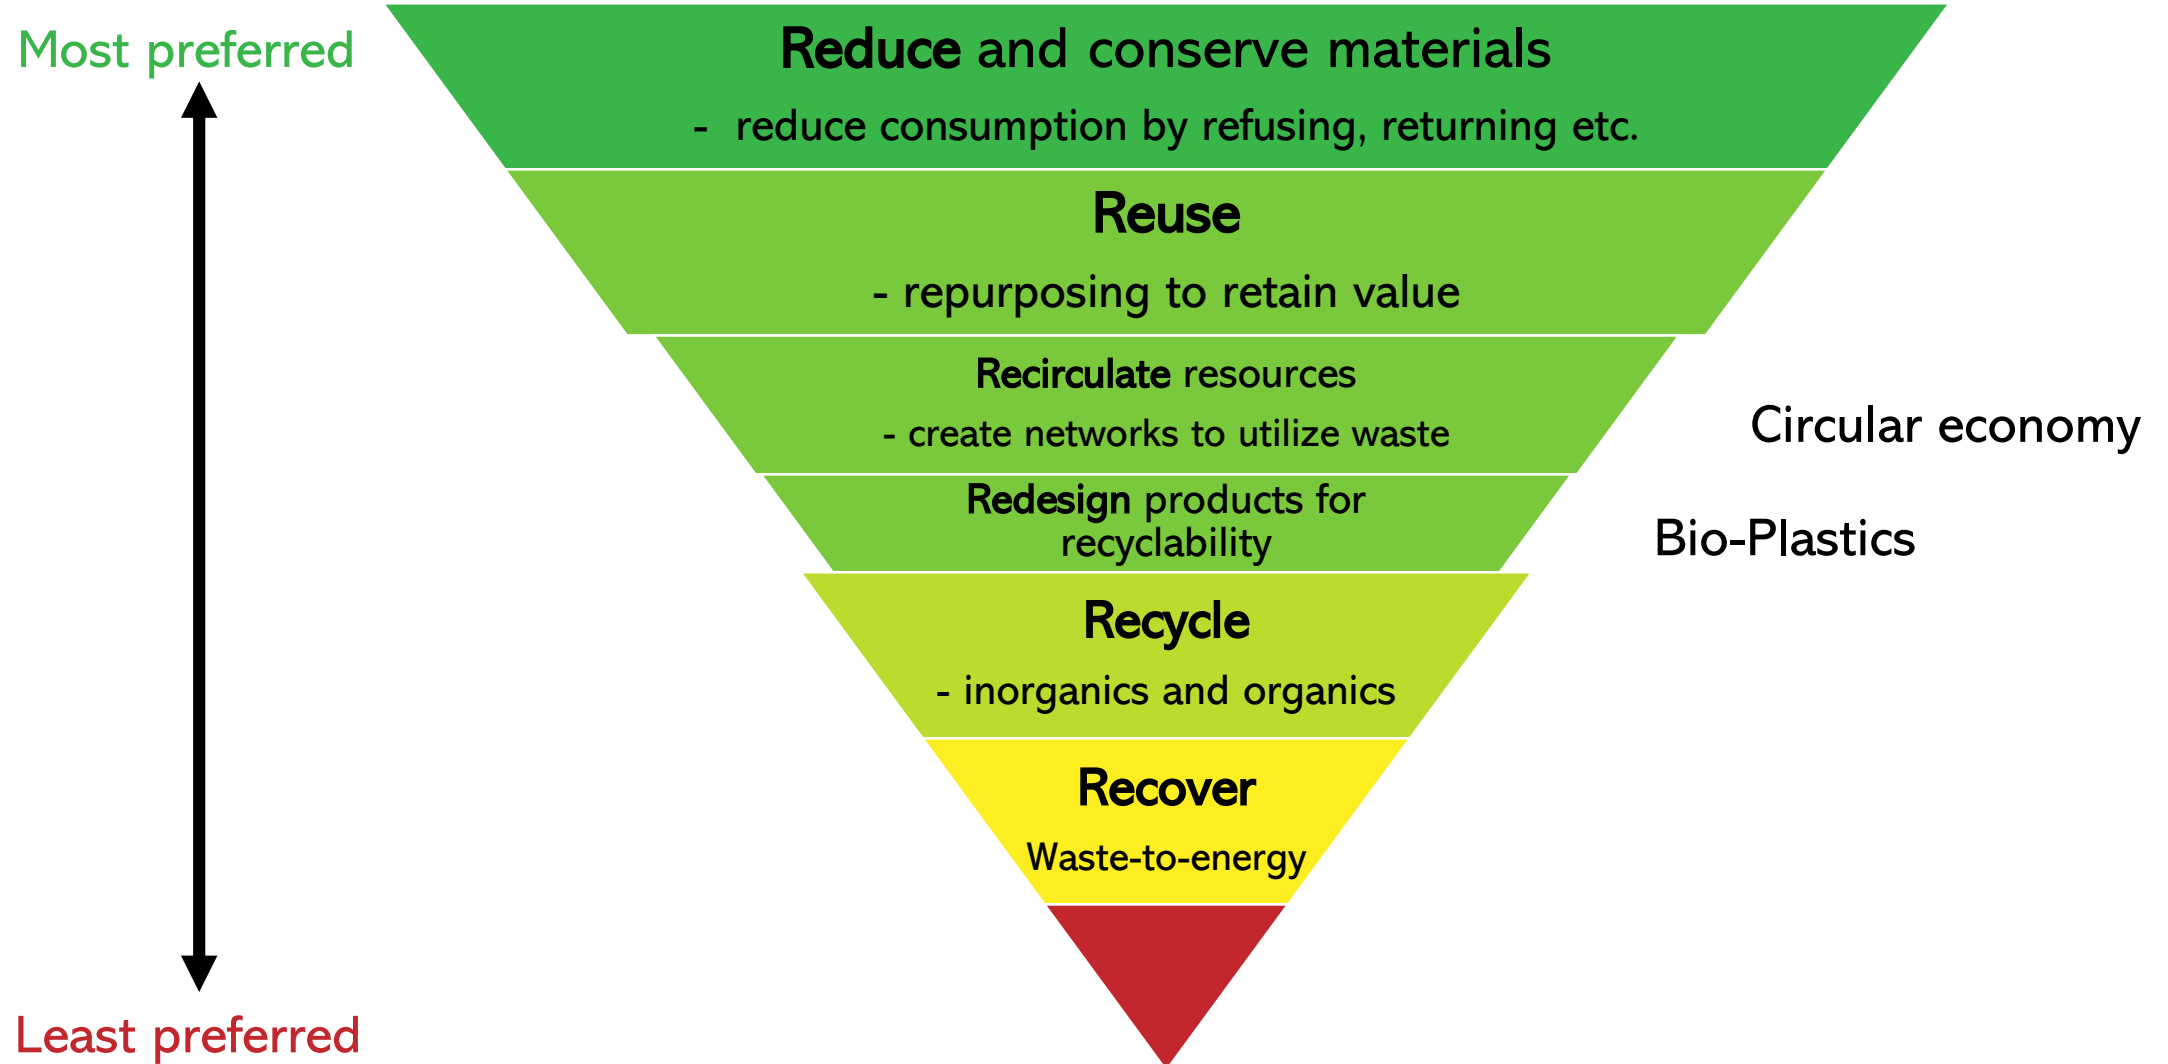 Most preferred
Reduce and conserve materials
- reduce consumption by refusing, returning etc.
Reuse
- repurposing to retain value
Recirculate resources
- create networks to utilize waste
Circular economy
Redesign products for
recyclability
Bio-Plastics
Recycle
- inorganics and organics
Recover
Waste-to-energy
Least preferred